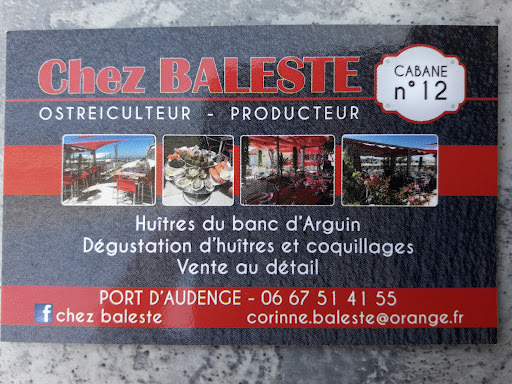 Chez BALESTE
CABANE
n° 12
OSTREICULTEUR - PRODUCTEUR
Huîtres du banc d'Arguin
Dégustation d'huîtres et coquillages
Vente au détail
PORT D'AUDENGE - 06 67 51 41 55
f chez baleste corinne.baleste@orange.fr